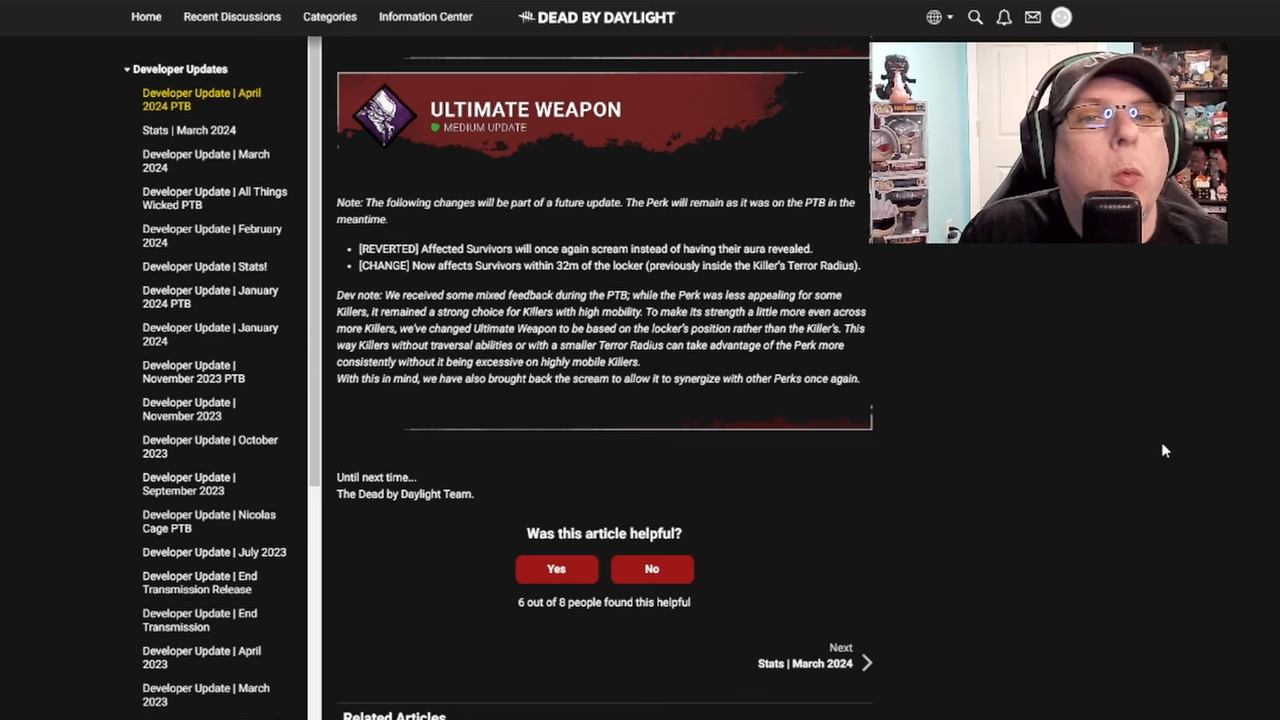 Home
Recent Discussions
Categories
Information Center
DEAD BY DAYLIGHT
Developer Updates
Developer Update | April
2024 PTB
Stats | March 2024
Developer Update | March
2024
Developer Update | All Things
Wicked PTB
Developer Update | February
2024
Developer Update | Stats!
Developer Update | January
2024 PTB
Developer Update | January
2024
Developer Update |
November 2023 PTB
Developer Update |
November 2023
Developer Update | October
2023
Developer Update |
September 2023
Developer Update | Nicolas
Cage PTB
Developer Update | July 2023
Developer Update | End
Transmission Release
Developer Update | End
Transmission
Developer Update | April
2023
Developer Update | March
2023
ULTIMATE WEAPON
MEDIUM UPDATE
Note: The following changes will be part of a future update. The Perk will remain as it was on the PTB in the
meantime.
• [REVERTED] Affected Survivors will once again scream instead of having their aura revealed.
• [CHANGE] Now affects Survivors within 32m of the locker (previously inside the Killer's Terror Radius).
Dev note: We received some mixed feedback during the PTB; while the Perk was less appealing for some
Killers, it remained a strong choice for Killers with high mobility. To make its strength a little more even across
more Killers, we've changed Ultimate Weapon to be based on the locker's position rather than the Killer's. This
way Killers without traversal abilities or with a smaller Terror Radius can take advantage of the Perk more
consistently without it being excessive on highly mobile Killers.
With this in mind, we have also brought back the scream to allow it to synergize with other Perks once again.
Until next time...
The Dead by Daylight Team.
Was this article helpful?
Yes
No
6 out of 8 people found this helpful
Next
Stats | March 2024
Related Articles